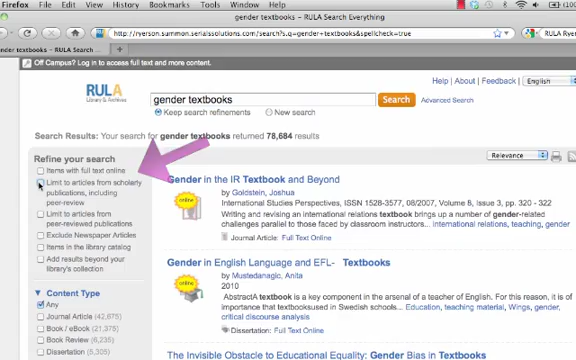 Firefox File Edit View History Bookmarks Tools Window Help
gender textbooks - RULA Search Everything
http://ryerson.summon.serialssolutions.com/search?s.q=gender+textbooks&spellcheck=true
RULA Ryer
ender textbooks - RULA Search ...
Off Campus? Log in to access full text and more content.
Help | About | Feedback | English
RULA
Library & Archives
gender textbooks
Search
Advanced Search
Keep search refinements New search
Search Results: Your search for gender textbooks returned 78,684 results
Refine your search
Items with full text online
Limit to articles from scholarly
publications, including
peer-review
Limit to articles from
peer-reviewed publications
Exclude Newspaper Articles
Items in the library catalog
Add results beyond your
library's collection
Content Type
Any
Journal Article (42,675)
Book / eBook (21,375)
Book Review (6,235)
Dissertation (5,305)
Relevance
Gender in the IR Textbook and Beyond
by Goldstein, Joshua
International Studies Perspectives, ISSN 1528-3577, 08/2007, Volume 8, Issue 3, pp. 320 - 322
Writing and revising an international relations textbook brings up a number of gender-related
challenges parallel to those faced by classroom instructors... International relations, teaching, gender
online
Journal Article: Full Text Online
Gender in English Language and EFL- Textbooks
by Mustedanagic, Anita
2010
AbstractA textbook is a key component in the arsenal of a teacher of English. For this reason, it is of
importance that textbooksused in Swedish schools... Education, teaching material, Wings, gender,
critical discourse analysis
online
Dissertation: Full Text Online
The Invisible Obstacle to Educational Equality: Gender Bias in Textbooks